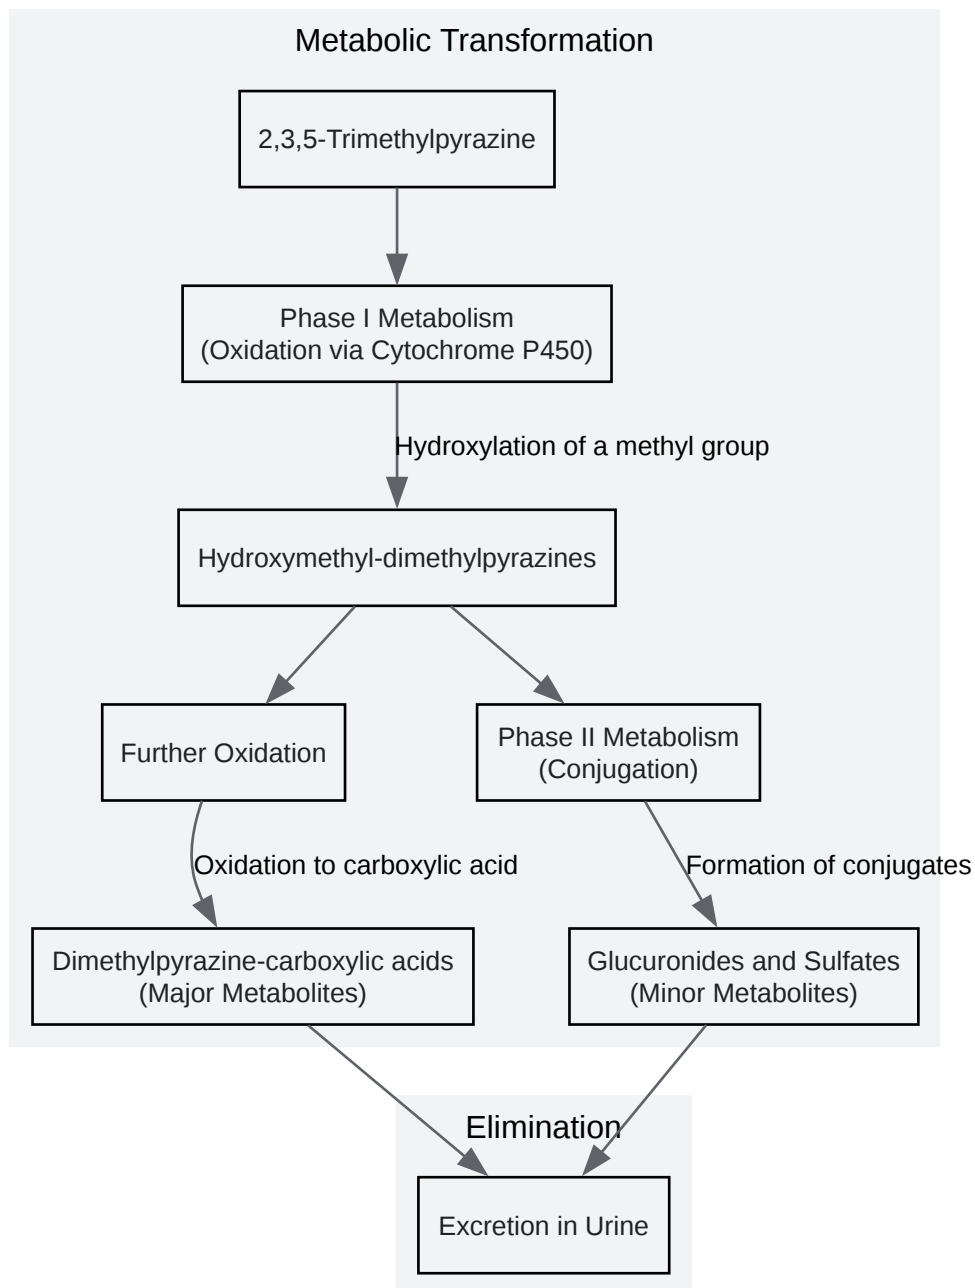 Metabolic Transformation
2,3,5-Trimethylpyrazine
Phase I Metabolism
(Oxidation via Cytochrome P450)
Hydroxylation of a methyl group
Hydroxymethyl-dimethylpyrazines
Further Oxidation
Phase II Metabolism
(Conjugation)
Oxidation to carboxylic acid
Formation of conjugates
Dimethylpyrazine-carboxylic acids
(Major Metabolites)
Glucuronides and Sulfates
(Minor Metabolites)
Elimination
Excretion in Urine